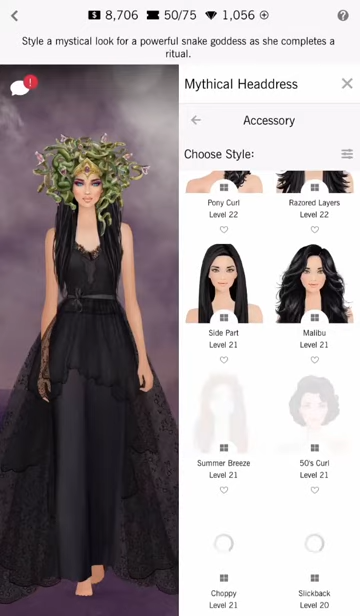 8,706 50/75 1,056
Style a mystical look for a powerful snake goddess as she completes a
ritual.
Mythical Headdress
Accessory
Choose Style:
Pony Curl Razored Layers
Level 22 Level 22
Side Part Malibu
Level 21 Level 21
Summer Breeze 50's Curl
Level 21 Level 21
Choppy Slickback
Level 21 Level 20